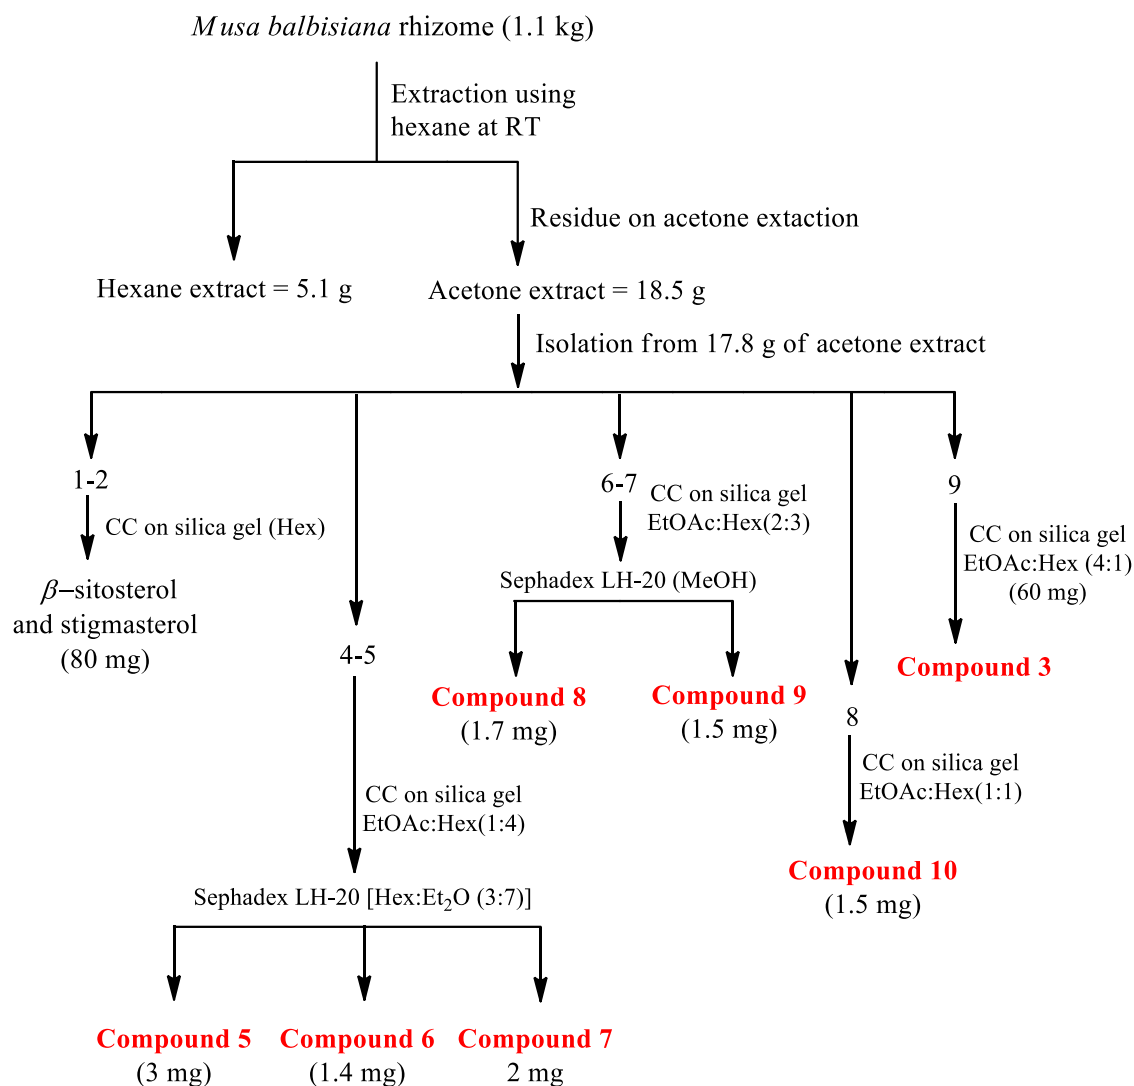 Musa balbisiana rhizome (1.1 kg)
Extraction using
hexane at RT
Residue on acetone extaction
Hexane extract = 5.1 g
Acetone extract = 18.5 g
Isolation from 17.8 g of acetone extract
1-2
CC on silica gel (Hex)
β−sitosterol
and stigmasterol
(80 mg)
4-5
CC on silica gel
EtOAc:Hex(1:4)
Sephadex LH-20 [Hex:Et₂O (3:7)]
Compound 5
(3 mg)
Compound 6
(1.4 mg)
Compound 7
2 mg
6-7
CC on silica gel
EtOAc:Hex(2:3)
Sephadex LH-20 (MeOH)
Compound 8
(1.7 mg)
Compound 9
(1.5 mg)
8
CC on silica gel
EtOAc:Hex(1:1)
Compound 10
(1.5 mg)
9
CC on silica gel
EtOAc:Hex (4:1)
(60 mg)
Compound 3